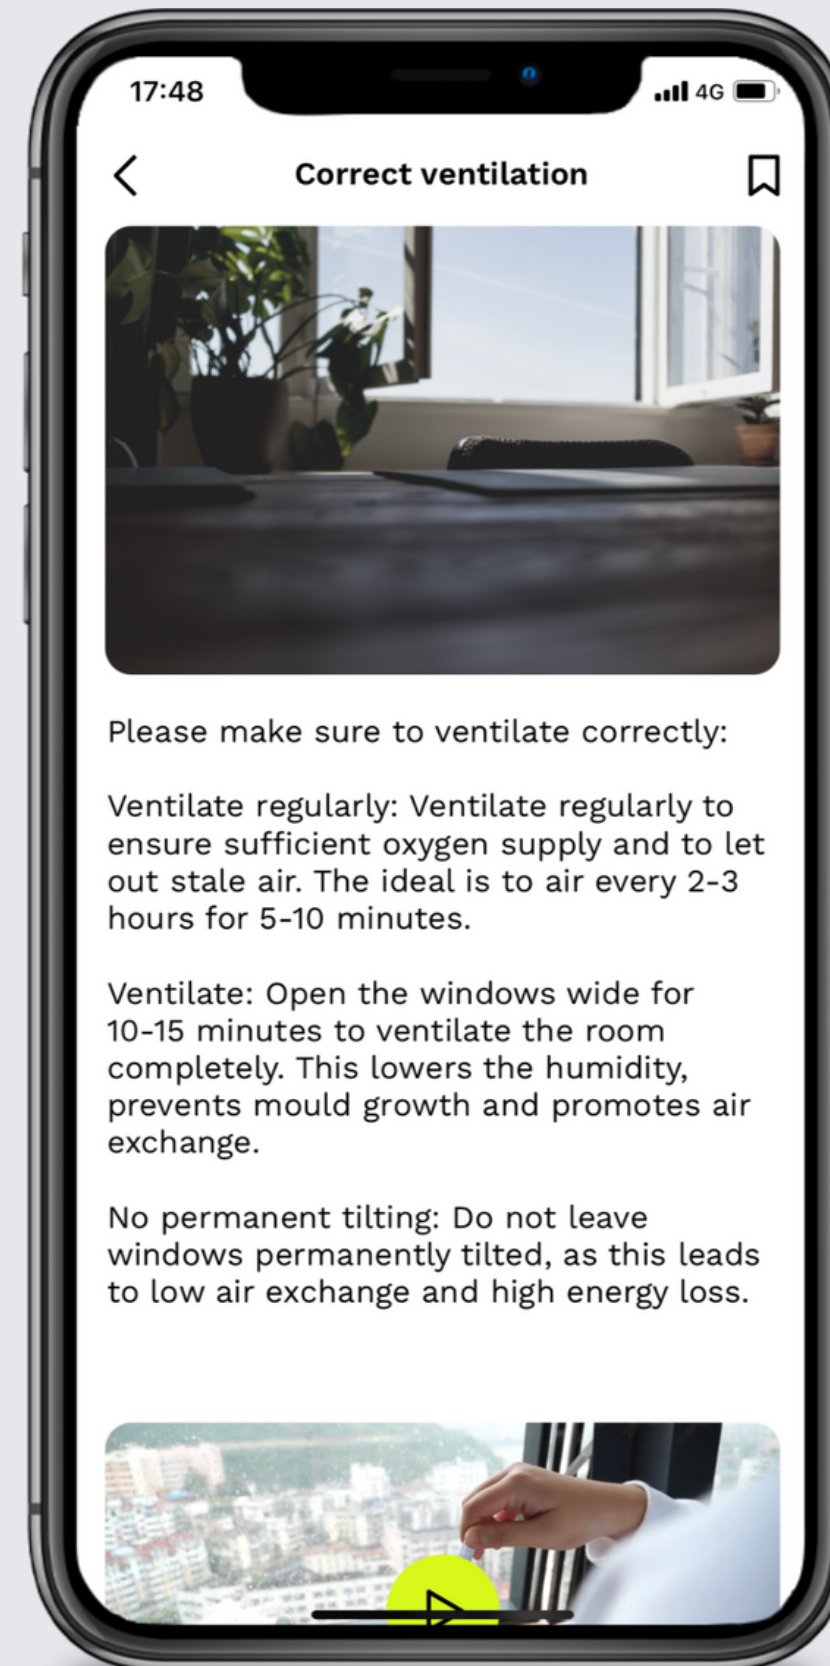 17:48
4G
Correct ventilation
Please make sure to ventilate correctly:
Ventilate regularly: Ventilate regularly to
ensure sufficient oxygen supply and to let
out stale air. The ideal is to air every 2-3
hours for 5-10 minutes.
Ventilate: Open the windows wide for
10-15 minutes to ventilate the room
completely. This lowers the humidity,
prevents mould growth and promotes air
exchange.
No permanent tilting: Do not leave
windows permanently tilted, as this leads
to low air exchange and high energy loss.